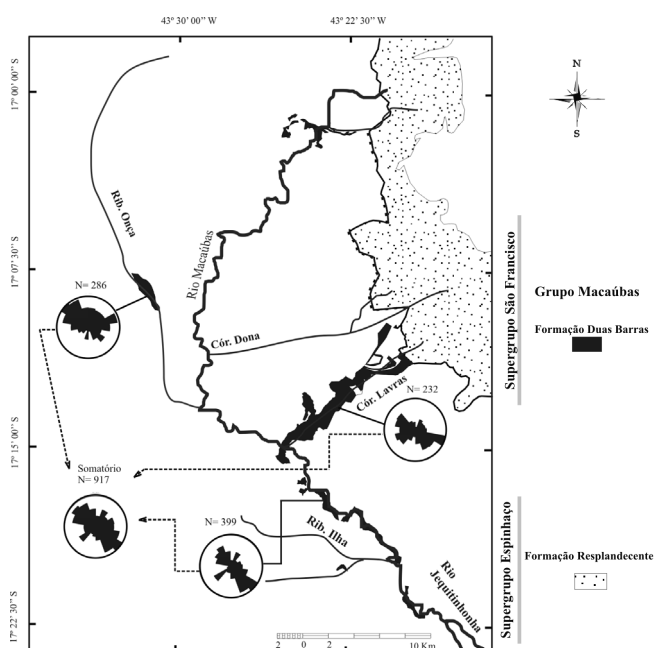 43° 30' 00'' W
43° 22' 30'' W
17° 00' 00'' S
17° 07' 30'' S
17° 15' 00'' S
17° 22' 30'' S
N
S
Rib. Onça
Rio Macaúbas
N= 286
Cór. Dona
Cór. Lavras
N= 232
Somatório
N= 917
N= 399
Rib. Ilha
Rio
Jequitinhonha
2 0 2 10 Km
Supergrupo São Francisco
Grupo Macaúbas
Formação Duas Barras
Supergrupo Espinhaço
Formação Resplandecente